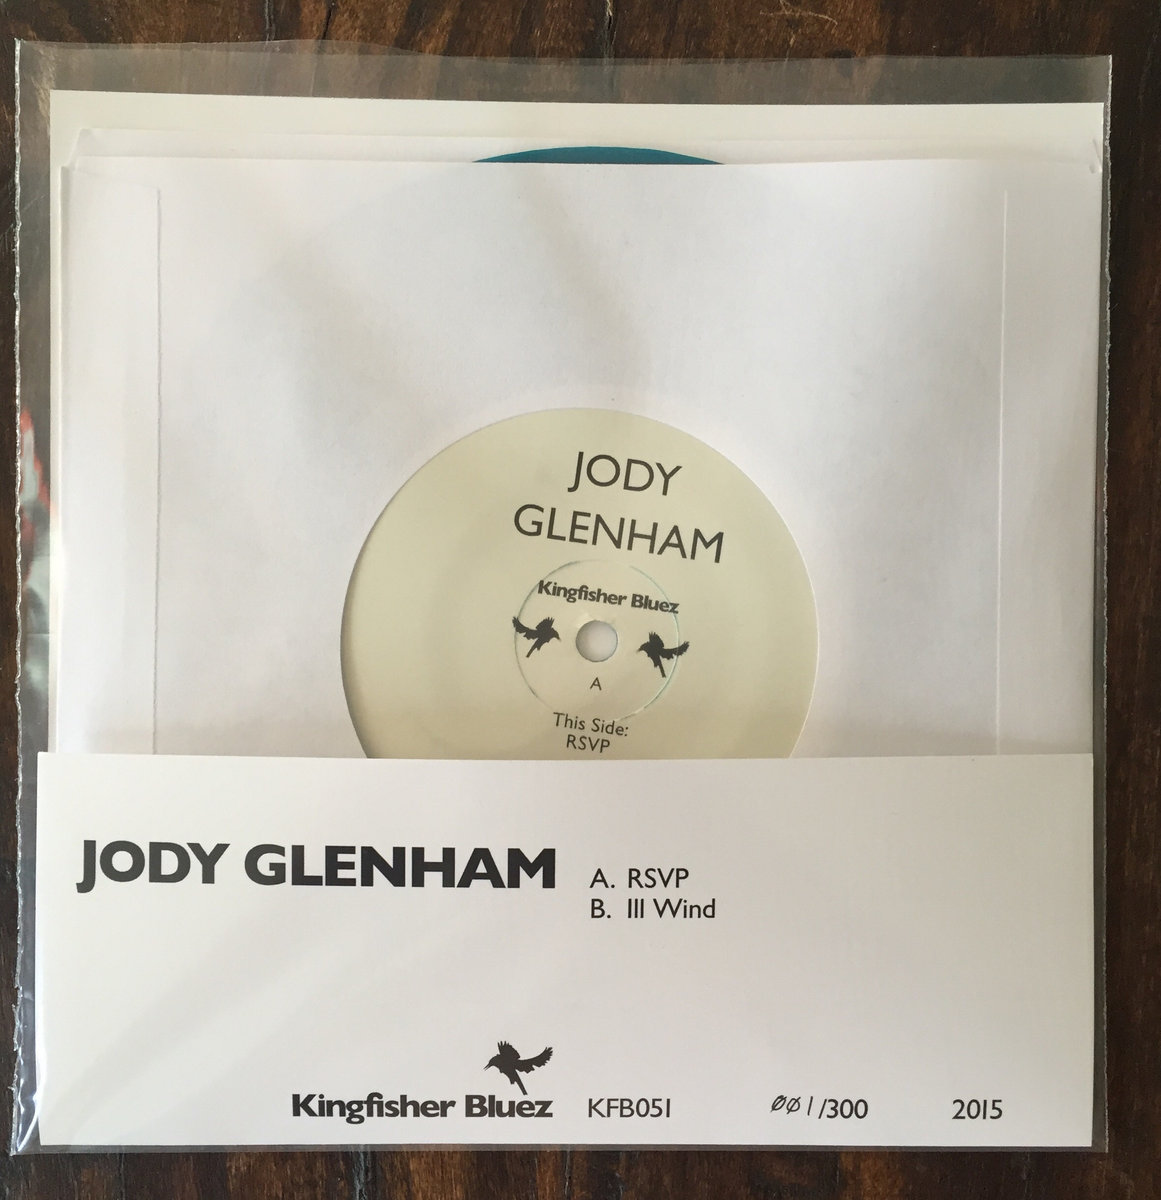 JODY
GLENHAM
Kingfisher Bluez
A
This Side:
RSVP
JODY GLENHAM
A. RSVP
B. Ill Wind
Kingfisher Bluez KFB051 ØØ1/300 2015